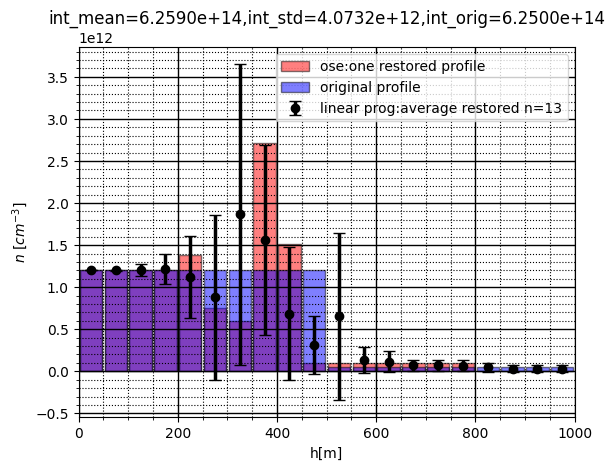 int_mean=6.2590e+14,int_std=4.0732e+12,int_orig=6.2500e+14
1e12
ose:one restored profile
original profile
linear prog:average restored n=13
3.5
3.0
2.5
2.0
1.5
1.0
0.5
0.0
−0.5
n [cm⁻³]
0 200 400 600 800 1000
h[m]